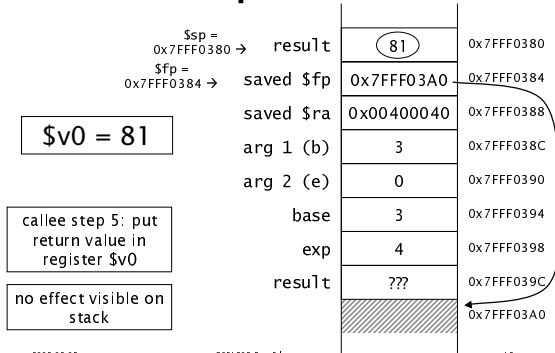 $sp =
0x7FFF0380 → result 81 0x7FFF0380
$fp =
0x7FFF0384 → saved $fp 0x7FFF03A0 0x7FFF0384
saved $ra 0x00400040 0x7FFF0388
$v0 = 81
arg 1 (b) 3 0x7FFF038C
arg 2 (e) 0 0x7FFF0390
base 3 0x7FFF0394
exp 4 0x7FFF0398
result ??? 0x7FFF039C
0x7FFF03A0
callee step 5: put
return value in
register $v0
no effect visible on
stack